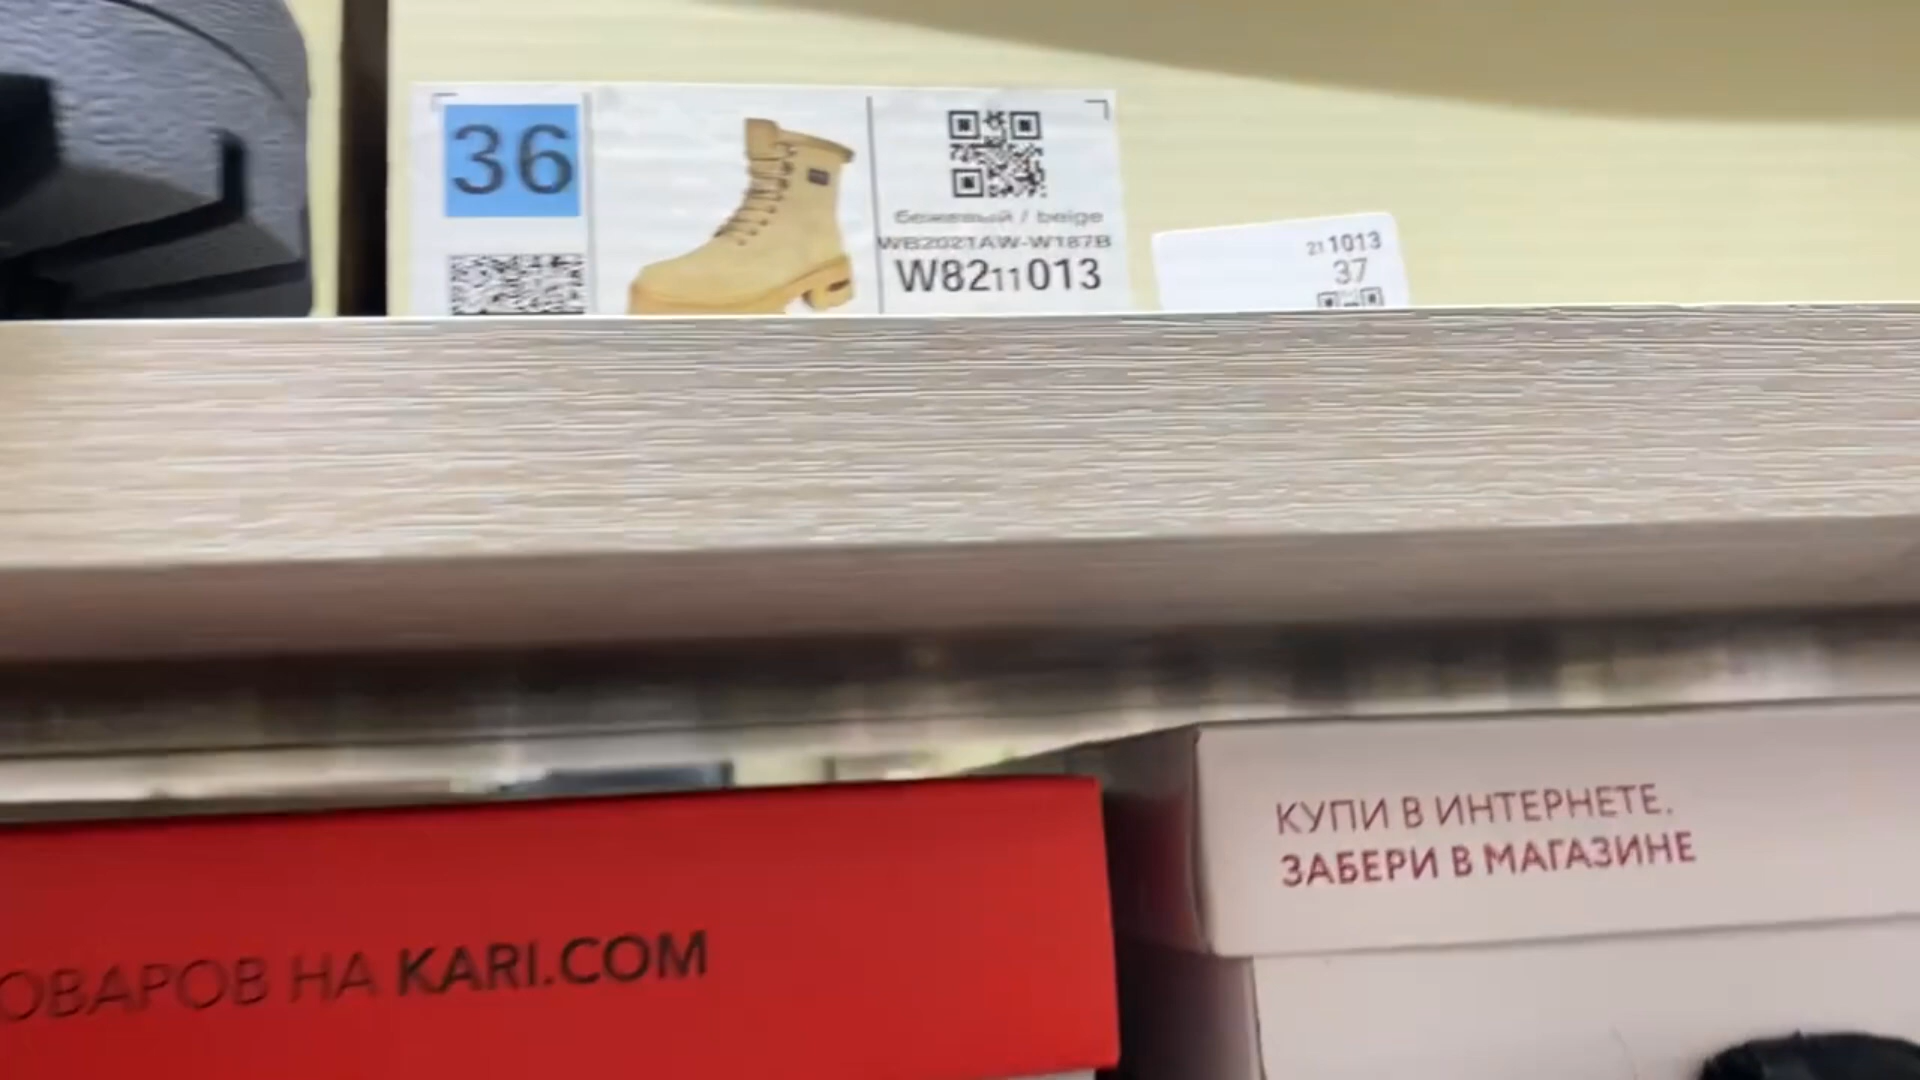 36
бежевый / beige
WB2021AW-W187B
W8211013
211013
37
КУПИ В ИНТЕРНЕТЕ.
ЗАБЕРИ В МАГАЗИНЕ
ОВАРОВ НА KARI.COM